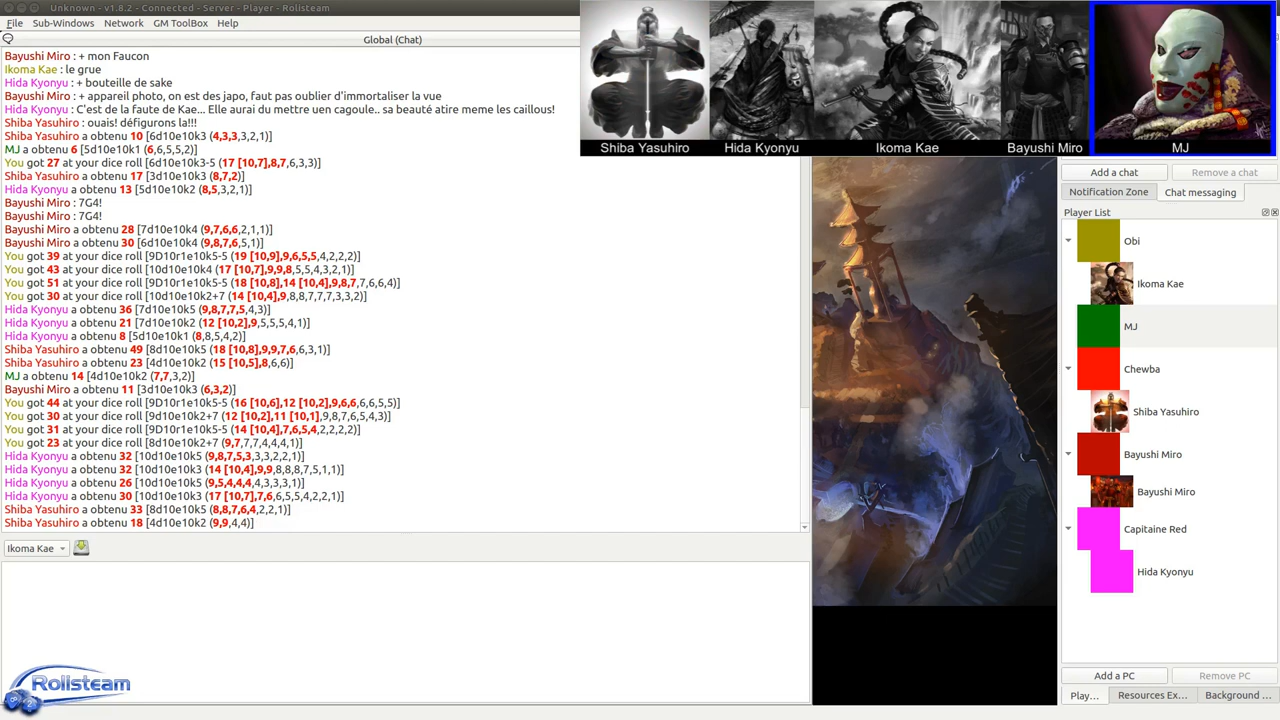 Unknown - v1.8.2 - Connected - Server - Player - Rolisteam
File Sub-Windows Network GM ToolBox Help
Global (Chat)
Bayushi Miro : + mon Faucon
Ikoma Kae : le grue
Hida Kyonyu : + bouteille de sake
Bayushi Miro : + appareil photo, on est des japo, faut pas oublier d'immortaliser la vue
Hida Kyonyu : C'est de la faute de Kae... Elle aurai du mettre uen cagoule.. sa beauté atire meme les caillous!
Shiba Yasuhiro : ouais! défigurons la!!!
Shiba Yasuhiro a obtenu 10 [6d10e10k3 (4,3,3,3,2,1)]
MJ a obtenu 6 [5d10e10k1 (6,6,5,5,2)]
You got 27 at your dice roll [6d10e10k3-5 (17 [10,7],8,7,6,3,3)]
Shiba Yasuhiro a obtenu 17 [3d10e10k3 (8,7,2)]
Hida Kyonyu a obtenu 13 [5d10e10k2 (8,5,3,2,1)]
Bayushi Miro : 7G4!
Bayushi Miro : 7G4!
Bayushi Miro a obtenu 28 [7d10e10k4 (9,7,6,6,2,1,1)]
Bayushi Miro a obtenu 30 [6d10e10k4 (9,8,7,6,5,1)]
You got 39 at your dice roll [9D10r1e10k5-5 (19 [10,9],9,6,5,5,4,2,2,2)]
You got 43 at your dice roll [10d10e10k4 (17 [10,7],9,9,8,5,5,4,3,2,1)]
You got 51 at your dice roll [9D10r1e10k5-5 (18 [10,8],14 [10,4],9,8,7,7,6,6,4)]
You got 30 at your dice roll [10d10e10k2+7 (14 [10,4],9,8,8,7,7,7,3,3,2)]
Hida Kyonyu a obtenu 36 [7d10e10k5 (9,8,7,7,5,4,3)]
Hida Kyonyu a obtenu 21 [7d10e10k2 (12 [10,2],9,5,5,5,4,1)]
Hida Kyonyu a obtenu 8 [5d10e10k1 (8,8,5,4,2)]
Shiba Yasuhiro a obtenu 49 [8d10e10k5 (18 [10,8],9,9,7,6,6,3,1)]
Shiba Yasuhiro a obtenu 23 [4d10e10k2 (15 [10,5],8,6,6)]
MJ a obtenu 14 [4d10e10k2 (7,7,3,2)]
Bayushi Miro a obtenu 11 [3d10e10k3 (6,3,2)]
You got 44 at your dice roll [9D10r1e10k5-5 (16 [10,6],12 [10,2],9,6,6,6,6,5,5)]
You got 30 at your dice roll [9d10e10k2+7 (12 [10,2],11 [10,1],9,8,7,6,5,4,3)]
You got 31 at your dice roll [9D10r1e10k5-5 (14 [10,4],7,6,5,4,2,2,2,2)]
You got 23 at your dice roll [8d10e10k2+7 (9,7,7,7,4,4,4,1)]
Hida Kyonyu a obtenu 32 [10d10e10k5 (9,8,7,5,3,3,3,2,2,1)]
Hida Kyonyu a obtenu 32 [10d10e10k3 (14 [10,4],9,9,8,8,8,7,5,1,1)]
Hida Kyonyu a obtenu 26 [10d10e10k5 (9,5,4,4,4,4,3,3,3,1)]
Hida Kyonyu a obtenu 30 [10d10e10k3 (17 [10,7],7,6,6,5,5,4,2,2,1)]
Shiba Yasuhiro a obtenu 33 [8d10e10k5 (8,8,7,6,4,2,2,1)]
Shiba Yasuhiro a obtenu 18 [4d10e10k2 (9,9,4,4)]
Ikoma Kae
Rolisteam
Shiba Yasuhiro Hida Kyonyu Ikoma Kae Bayushi Miro MJ
Add a chat Remove a chat
Notification Zone Chat messaging
Player List
Obi
Ikoma Kae
MJ
Chewba
Shiba Yasuhiro
Bayushi Miro
Bayushi Miro
Capitaine Red
Hida Kyonyu
Add a PC Remove PC
Play... Resources Ex... Background ...